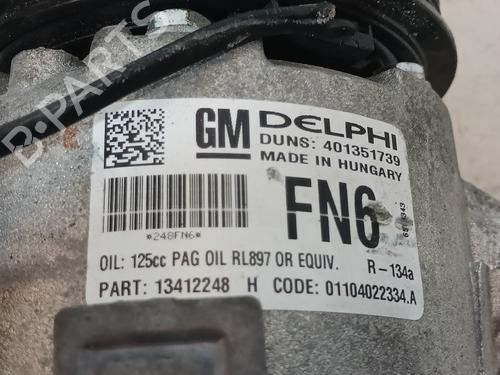 B-PARTS
GM DELPHI
DUNS: 401351739
MADE IN HUNGARY
FN6
*248FN6*
OIL: 125cc PAG OIL RL897 OR EQUIV. R-134a
PART: 13412248 H CODE: 01104022334.A